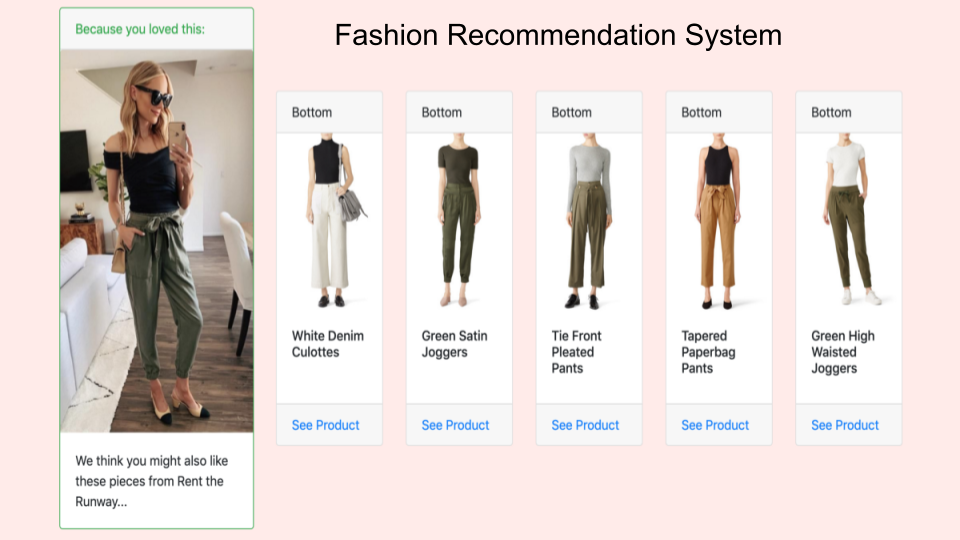 Fashion Recommendation System
Because you loved this:
We think you might also like
these pieces from Rent the
Runway...
Bottom
White Denim
Culottes
See Product
Bottom
Green Satin
Joggers
See Product
Bottom
Tie Front
Pleated
Pants
See Product
Bottom
Tapered
Paperbag
Pants
See Product
Bottom
Green High
Waisted
Joggers
See Product